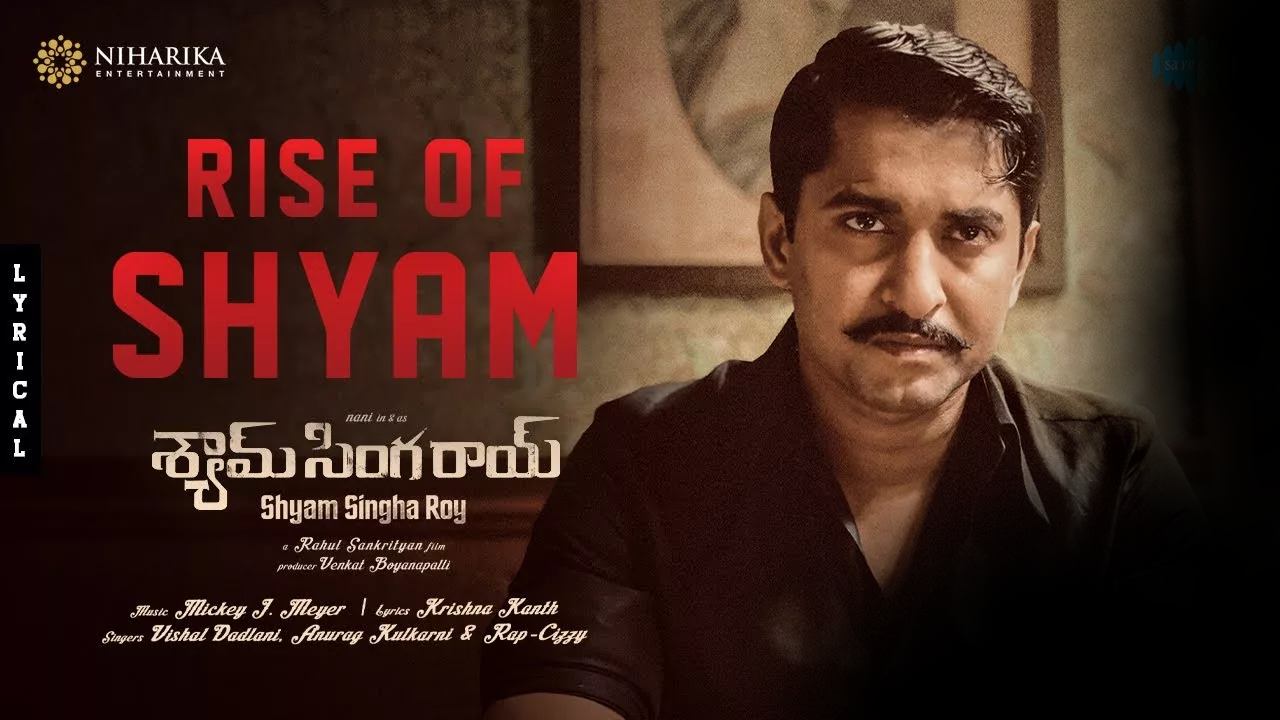 NIHARIKA
ENTERTAINMENT
RISE OF
SHYAM
LYRICAL
nani in & as
శ్యామ్ సింగ రాయ్
Shyam Singha Roy
a Rahul Sankrityan film
producer Venkat Boyanapalli
Music Mickey J. Meyer | Lyrics Krishna Kanth
Singers Vishal Dadlani, Anurag Kulkarni & Rap-Cizzy